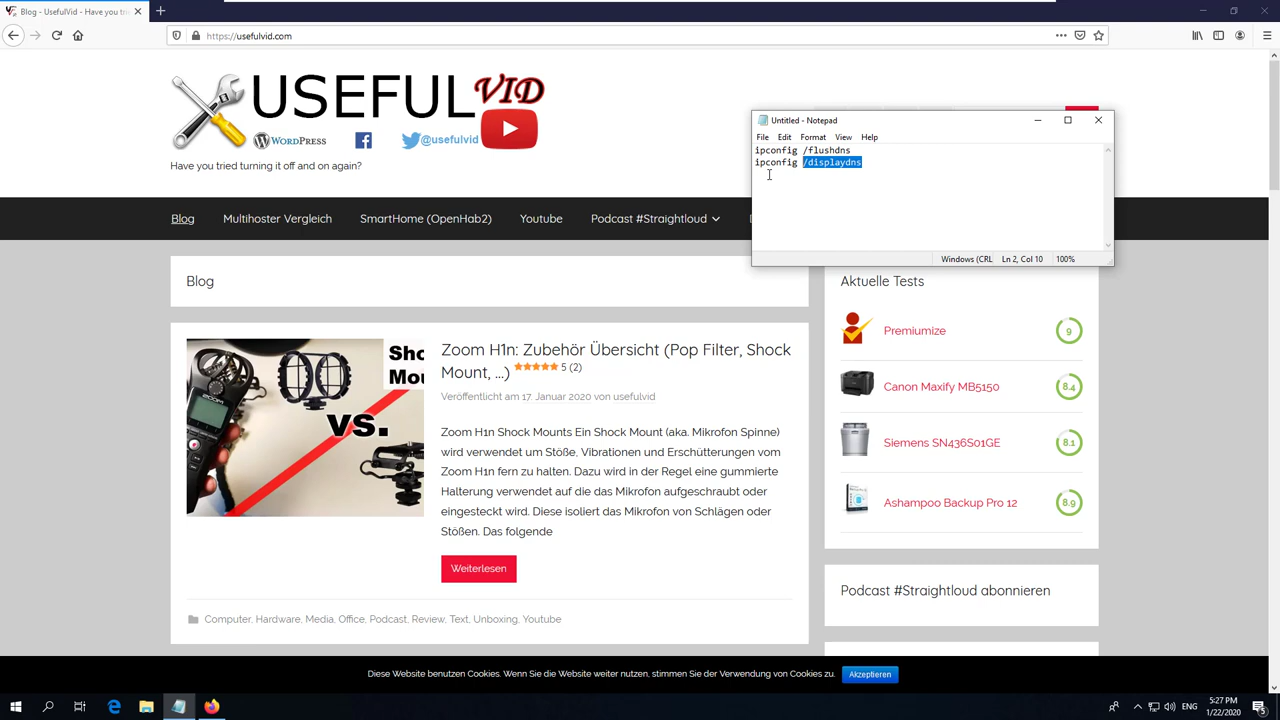 Blog - UsefulVid - Have you trie
https://usefulvid.com
USEFUL VID
WORDPRESS
@usefulvid
Have you tried turning it off and on again?
Untitled - Notepad
File Edit Format View Help
ipconfig /flushdns
ipconfig /displaydns
Windows (CRL Ln 2, Col 10 100%
Blog Multihoster Vergleich SmartHome (OpenHab2) Youtube Podcast #Straightloud
Blog
Zoom H1n: Zubehör Übersicht (Pop Filter, Shock
Mount, ...) 5 (2)
Veröffentlicht am 17. Januar 2020 von usefulvid
Zoom H1n Shock Mounts Ein Shock Mount (aka. Mikrofon Spinne)
wird verwendet um Stöße, Vibrationen und Erschütterungen vom
Zoom H1n fern zu halten. Dazu wird in der Regel eine gummierte
Halterung verwendet auf die das Mikrofon aufgeschraubt oder
eingesteckt wird. Diese isoliert das Mikrofon von Schlägen oder
Stößen. Das folgende
Weiterlesen
Sho
Mou
vs.
Computer, Hardware, Media, Office, Podcast, Review, Text, Unboxing, Youtube
Aktuelle Tests
Premiumize 9
Canon Maxify MB5150 8.4
Siemens SN436S01GE 8.1
Ashampoo Backup Pro 12 8.9
Podcast #Straightloud abonnieren
Diese Website benutzen Cookies. Wenn Sie die Website weiter nutzen, stimmen Sie der Verwendung von Cookies zu. Akzeptieren
ENG
5:27 PM
1/22/2020
5